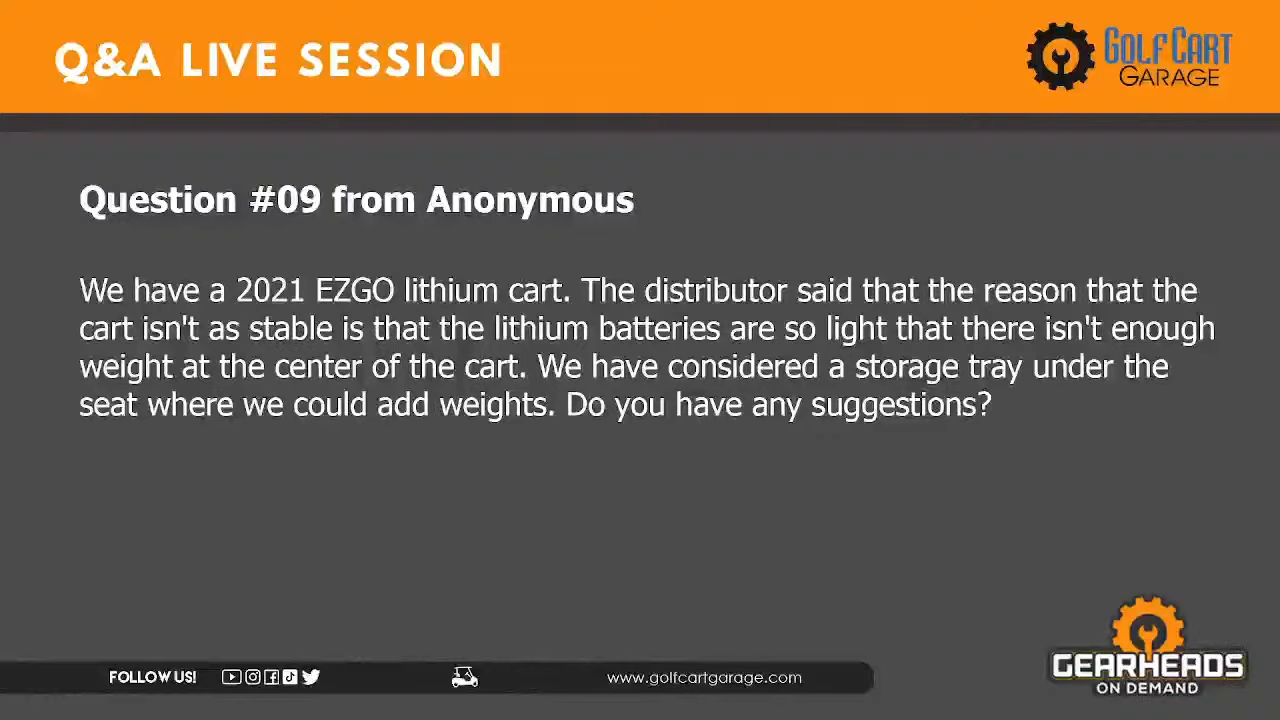 Q&A LIVE SESSION
GOLF CART
GARAGE
Question #09 from Anonymous
We have a 2021 EZGO lithium cart. The distributor said that the reason that the
cart isn't as stable is that the lithium batteries are so light that there isn't enough
weight at the center of the cart. We have considered a storage tray under the
seat where we could add weights. Do you have any suggestions?
GEARHEADS
ON DEMAND
FOLLOW US!
www.golfcartgarage.com